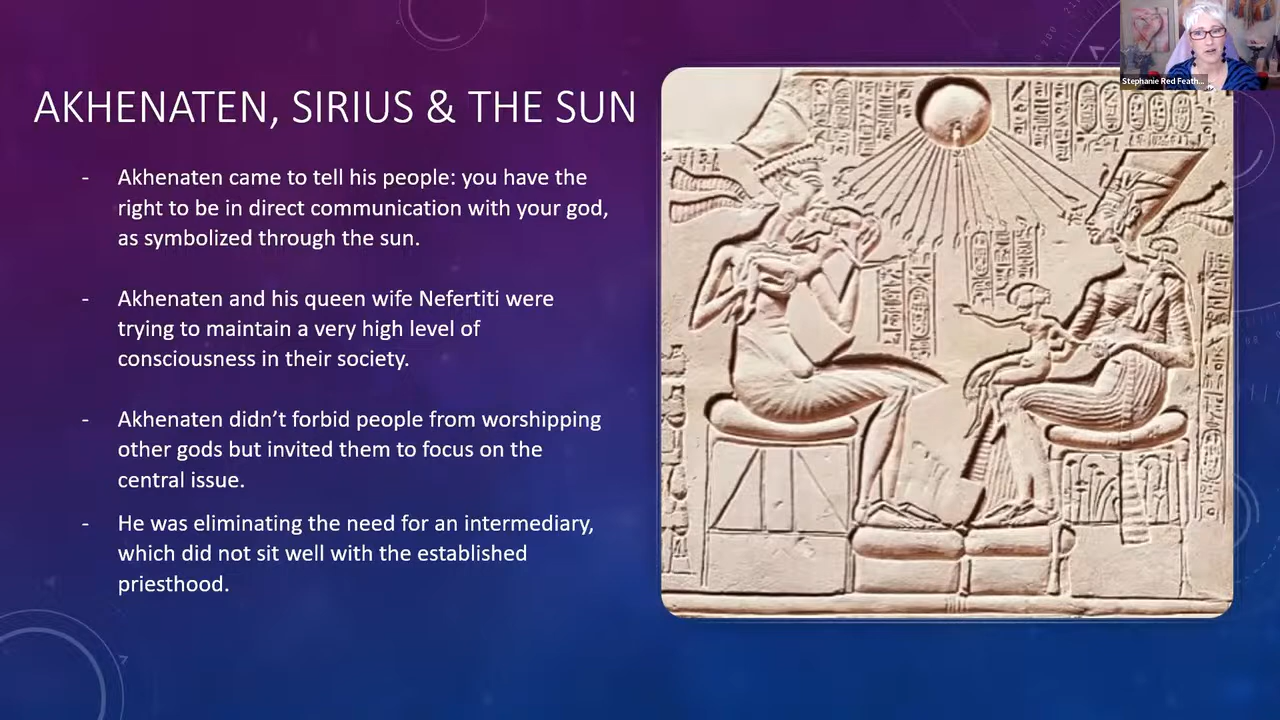 Stephanie Red Feath...
AKHENATEN, SIRIUS & THE SUN
- Akhenaten came to tell his people: you have the
right to be in direct communication with your god,
as symbolized through the sun.
- Akhenaten and his queen wife Nefertiti were
trying to maintain a very high level of
consciousness in their society.
- Akhenaten didn’t forbid people from worshipping
other gods but invited them to focus on the
central issue.
- He was eliminating the need for an intermediary,
which did not sit well with the established
priesthood.